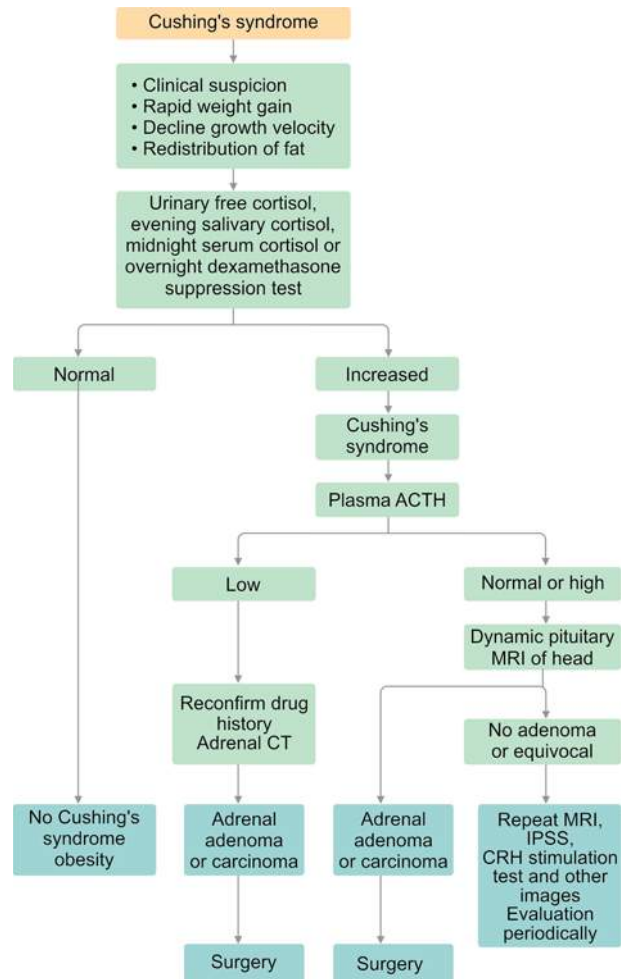 Cushing's syndrome
• Clinical suspicion
• Rapid weight gain
• Decline growth velocity
• Redistribution of fat
Urinary free cortisol,
evening salivary cortisol,
midnight serum cortisol or
overnight dexamethasone
suppression test
Normal
Increased
Cushing's
syndrome
Plasma ACTH
Low
Normal or high
Dynamic pituitary
MRI of head
Reconfirm drug
history
Adrenal CT
No adenoma
or equivocal
No Cushing's
syndrome
obesity
Adrenal
adenoma
or carcinoma
Adrenal
adenoma
or carcinoma
Repeat MRI,
IPSS,
CRH stimulation
test and other
images
Evaluation
periodically
Surgery
Surgery